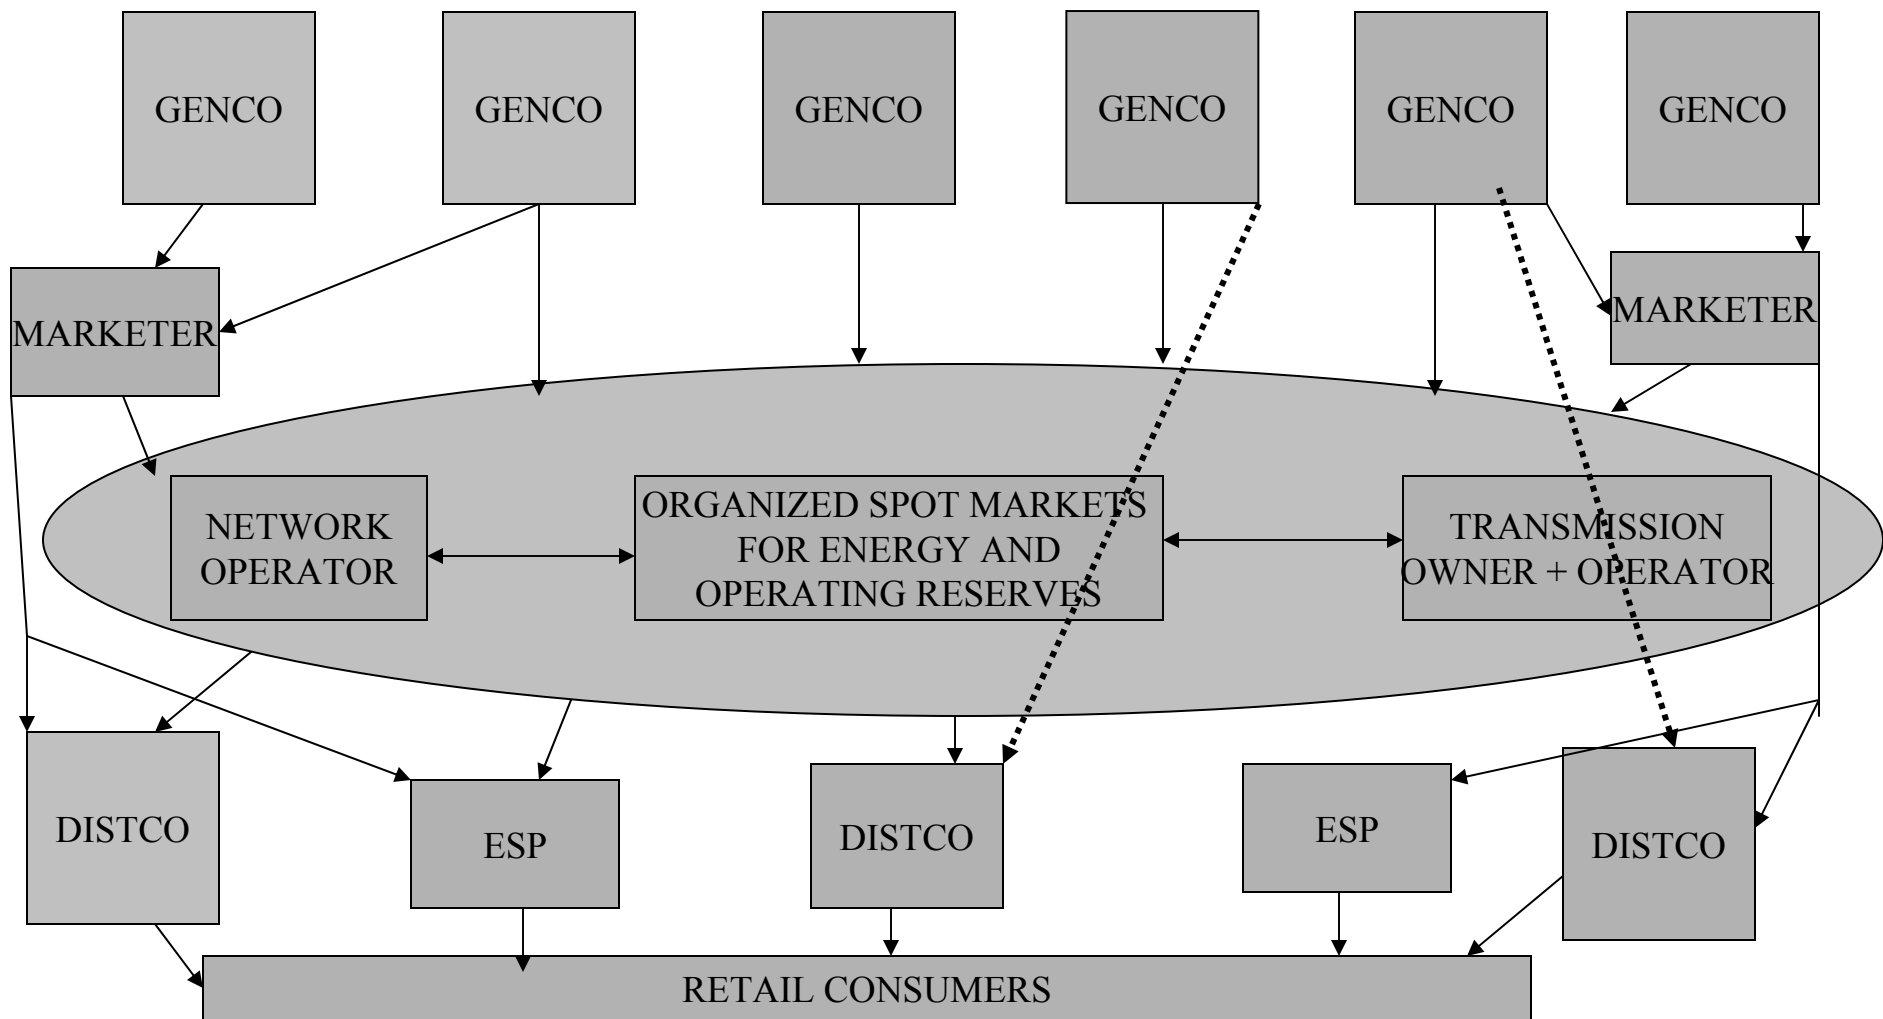 GENCO
GENCO
GENCO
GENCO
GENCO
GENCO
MARKETER
MARKETER
NETWORK
OPERATOR
ORGANIZED SPOT MARKETS
FOR ENERGY AND
OPERATING RESERVES
TRANSMISSION
OWNER + OPERATOR
DISTCO
ESP
DISTCO
ESP
DISTCO
RETAIL CONSUMERS